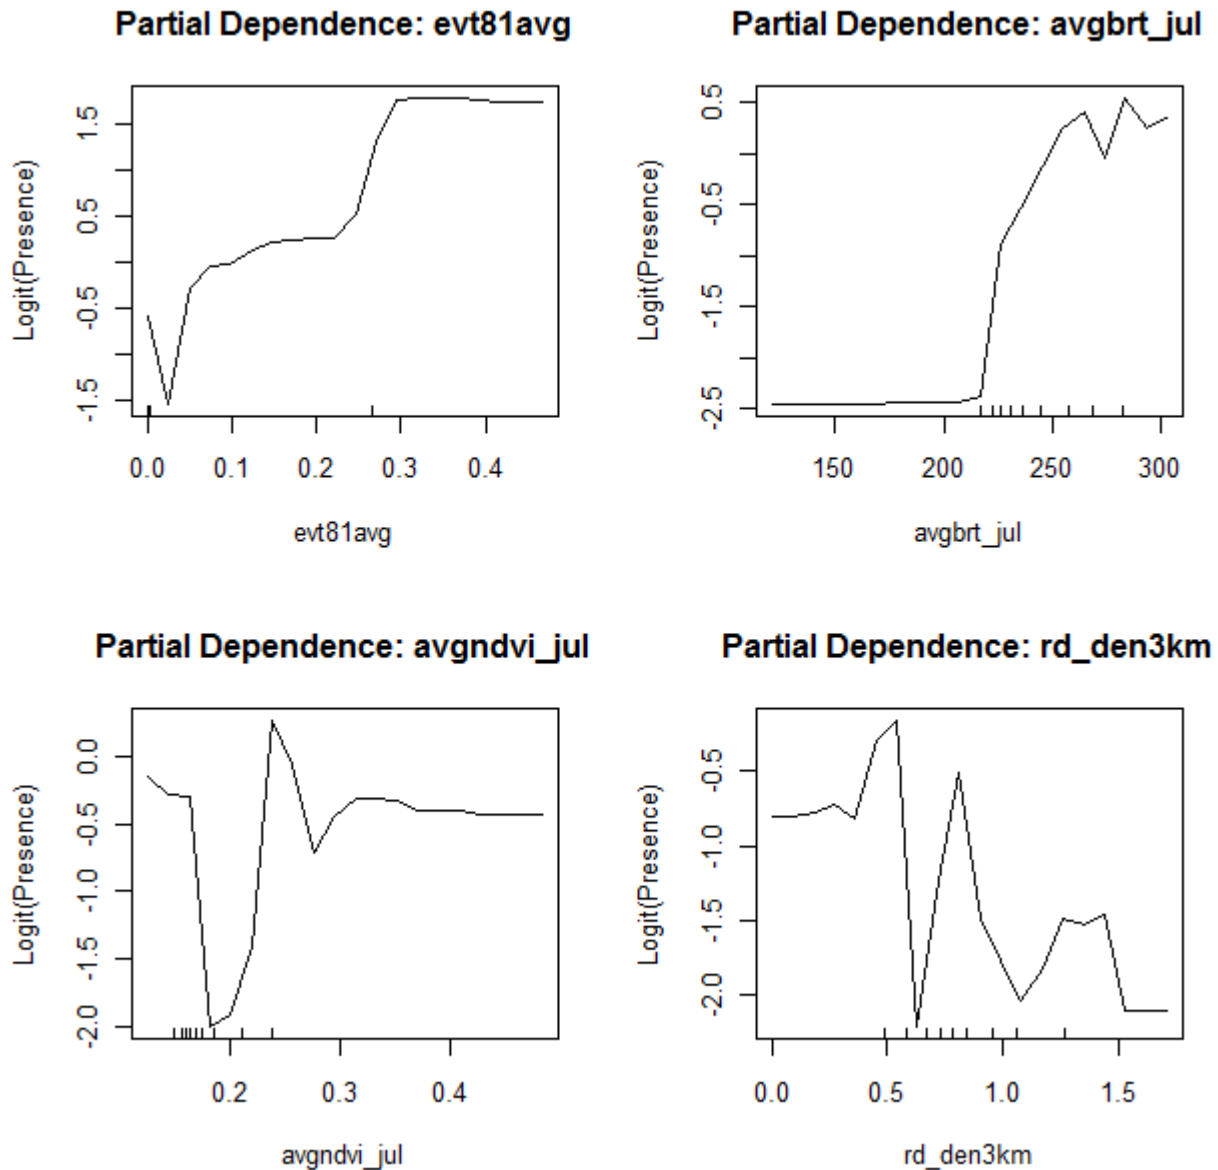 Partial Dependence: evt81avg
Logit(Presence)
1.5
0.5
-0.5
-1.5
0.0 0.1 0.2 0.3 0.4
evt81avg
Partial Dependence: avgbrt_jul
Logit(Presence)
0.5
-0.5
-1.5
-2.5
150 200 250 300
avgbrt_jul
Partial Dependence: avgndvi_jul
Logit(Presence)
0.0
-0.5
-1.0
-1.5
-2.0
0.2 0.3 0.4
avgndvi_jul
Partial Dependence: rd_den3km
Logit(Presence)
-0.5
-1.0
-1.5
-2.0
0.0 0.5 1.0 1.5
rd_den3km